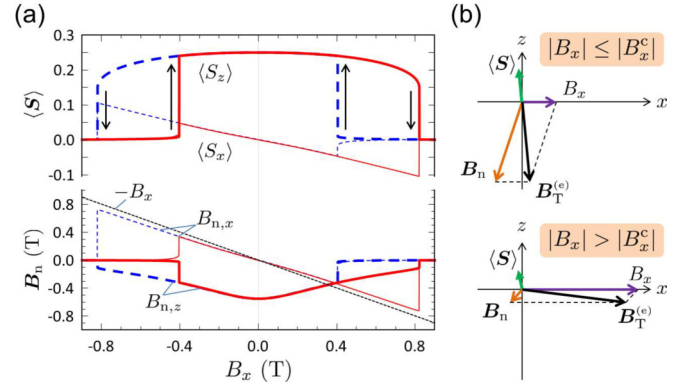 (a)
0.3
0.2
0.1
0.0
-0.1
⟨S⟩
⟨S_z⟩
⟨S_x⟩
0.8
0.4
0.0
-0.4
-0.8
B_n (T)
−B_x
B_n,x
B_n,z
-0.8 -0.4 0.0 0.4 0.8
B_x (T)
(b)
z |B_x| ≤ |B_x^c|
⟨S⟩ B_x
x
B_n B_T^(e)
z |B_x| > |B_x^c|
⟨S⟩ B_x
x
B_n B_T^(e)